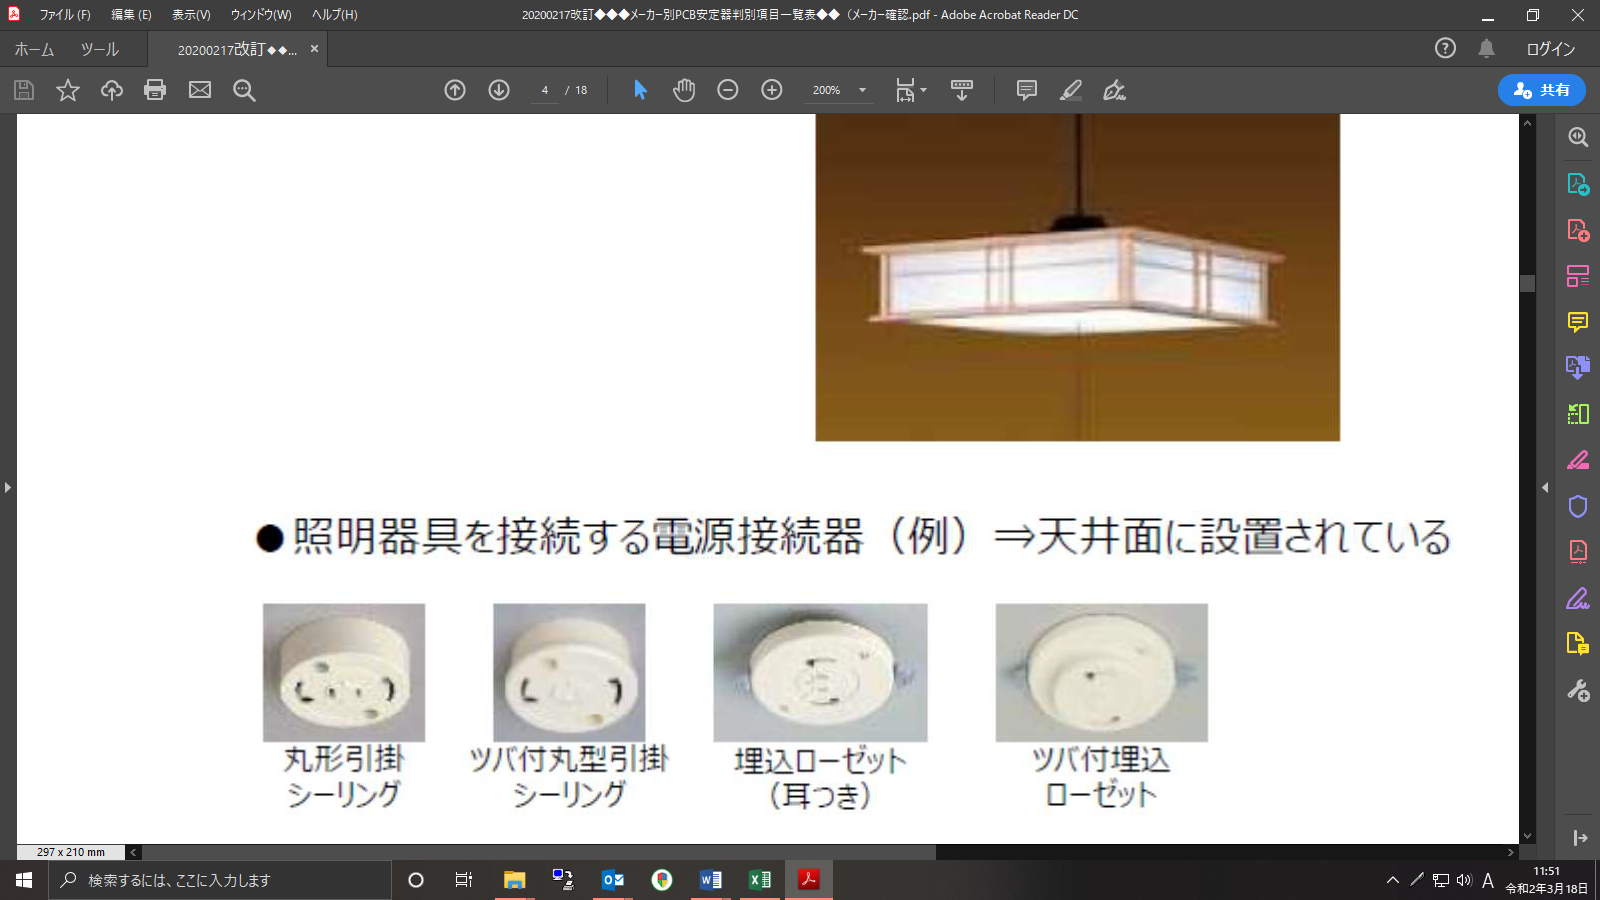 20200217改訂◆◆◆メーカー別PCB安定器判別項目一覧表◆◆（メーカー確認.pdf - Adobe Acrobat Reader DC
ファイル (F) 編集 (E) 表示(V) ウィンドウ(W) ヘルプ(H)
ホーム ツール 20200217改訂◆◆... × ログイン
4 / 18 200% 共有
●照明器具を接続する電源接続器（例）⇒天井面に設置されている
丸形引掛
シーリング
ツバ付丸型引掛
シーリング
埋込ローゼット
（耳つき）
ツバ付埋込
ローゼット
297 x 210 mm
検索するには、ここに入力します
A
11:51
令和2年3月18日